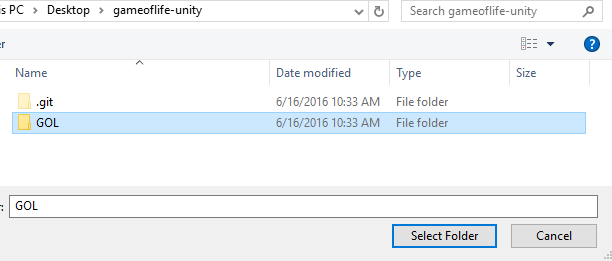 is PC > Desktop > gameoflife-unity
Search gameoflife-unity
er
Name Date modified Type Size
.git 6/16/2016 10:33 AM File folder
GOL 6/16/2016 10:33 AM File folder
r: GOL
Select Folder Cancel